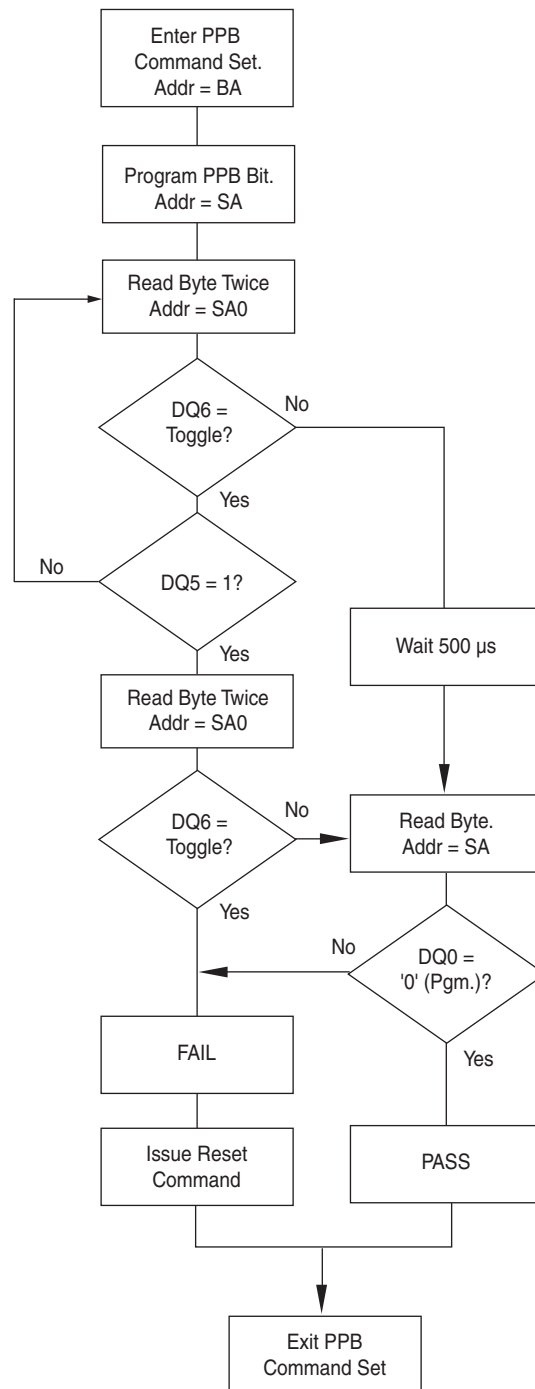 Enter PPB
Command Set.
Addr = BA
Program PPB Bit.
Addr = SA
Read Byte Twice
Addr = SA0
DQ6 =
Toggle?
No
Yes
DQ5 = 1?
No
Yes
Wait 500 µs
Read Byte Twice
Addr = SA0
DQ6 =
Toggle?
No
Yes
Read Byte.
Addr = SA
DQ0 =
'0' (Pgm.)?
No
Yes
FAIL
Issue Reset
Command
PASS
Exit PPB
Command Set